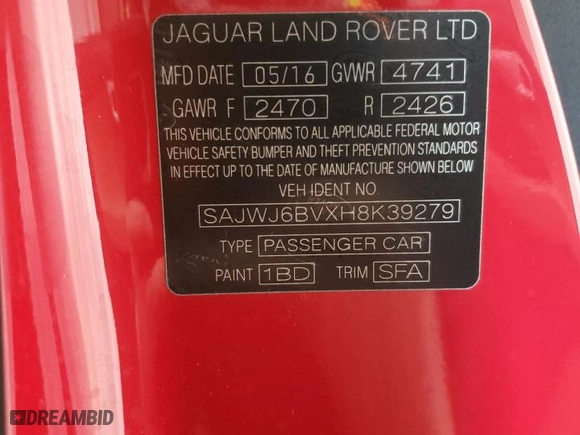 JAGUAR LAND ROVER LTD
MFD DATE 05/16 GVWR 4741
GAWR F 2470 R 2426
THIS VEHICLE CONFORMS TO ALL APPLICABLE FEDERAL MOTOR
VEHICLE SAFETY BUMPER AND THEFT PREVENTION STANDARDS
IN EFFECT UP TO THE DATE OF MANUFACTURE SHOWN BELOW
VEH IDENT NO.
SAJWJ6BVXH8K39279
TYPE PASSENGER CAR
PAINT 1BD TRIM SFA
DREAMBID